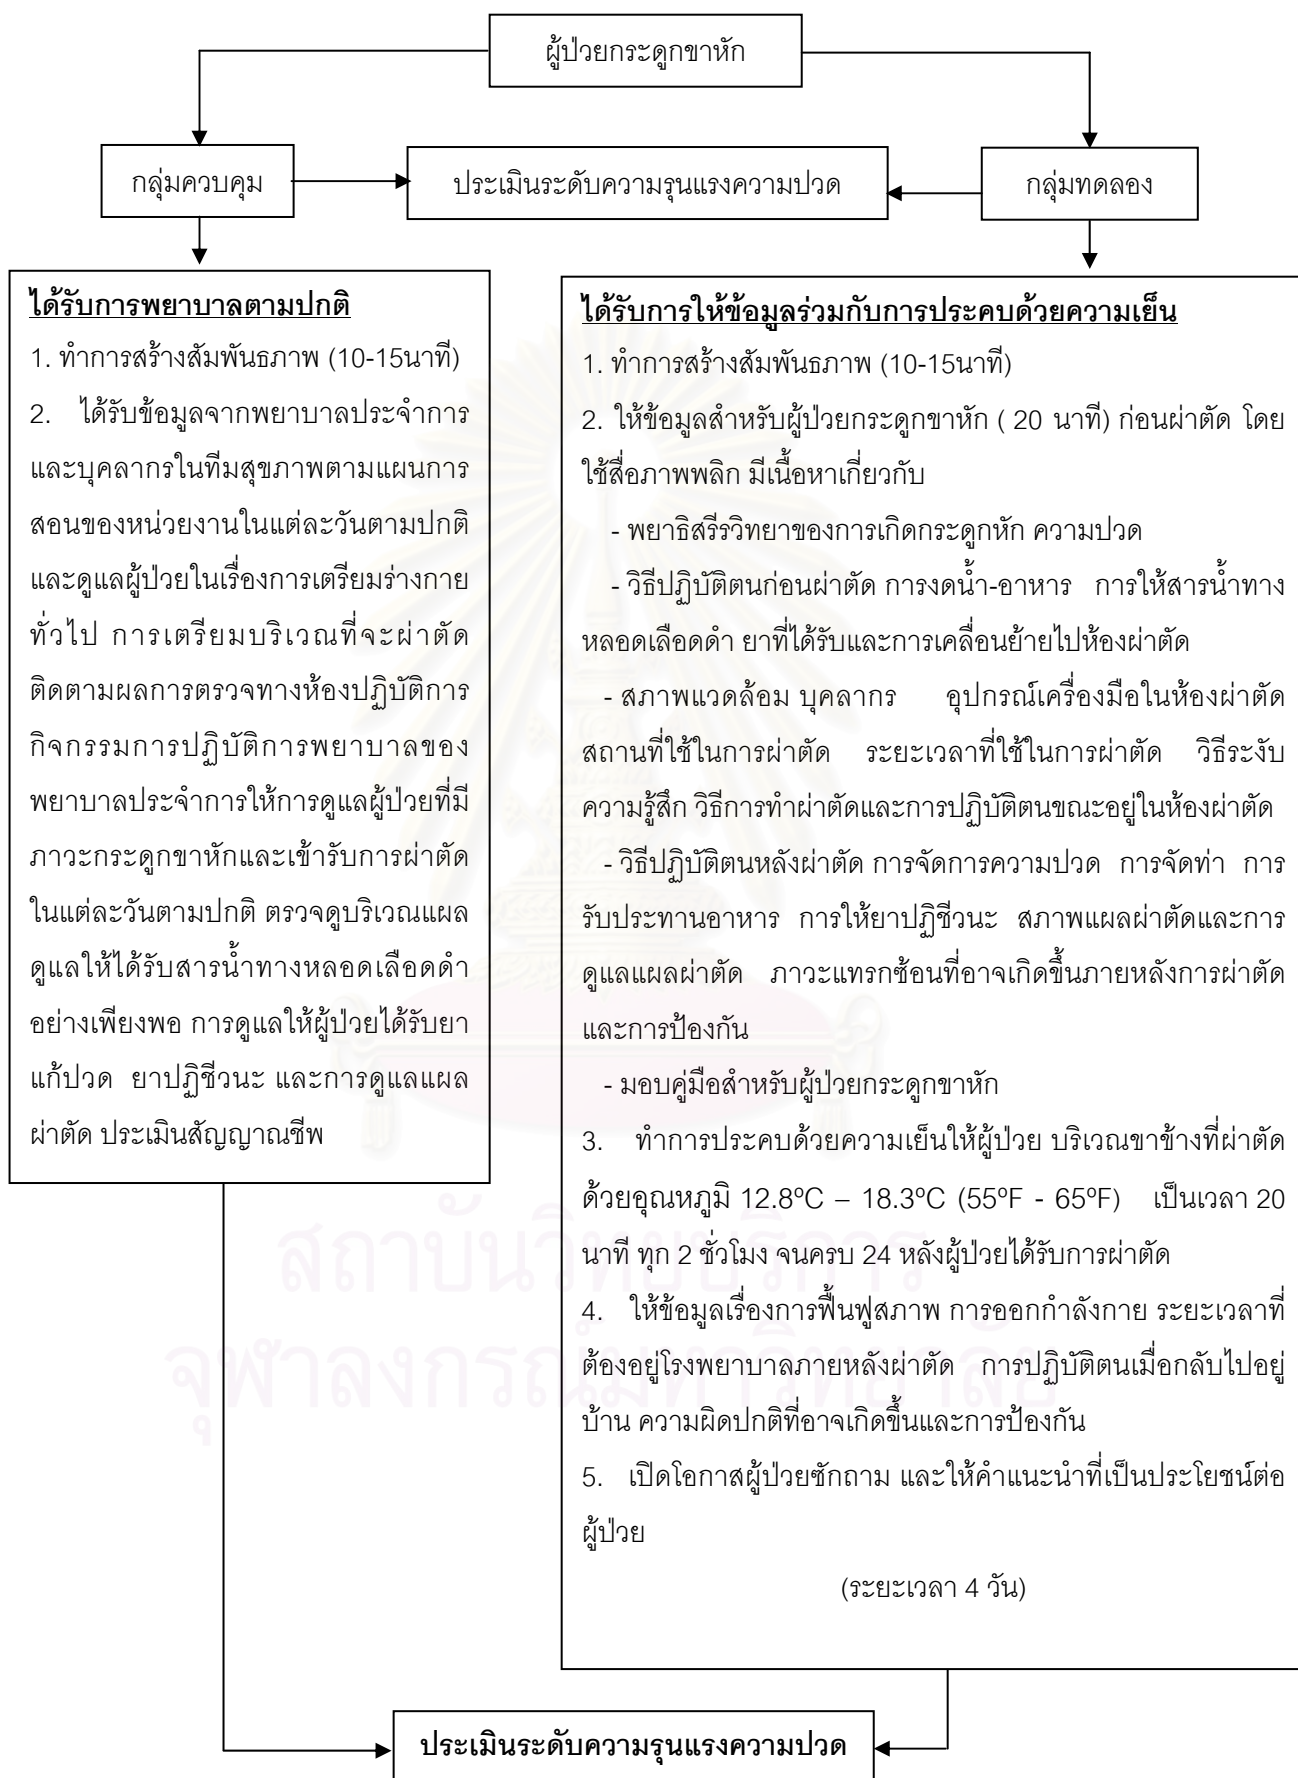 ผู้ป่วยกระดูกขาหัก
กลุ่มควบคุม
ประเมินระดับความรุนแรงความปวด
กลุ่มทดลอง
ได้รับการพยาบาลตามปกติ
1. ทำการสร้างสัมพันธภาพ (10-15นาที)
2. ได้รับข้อมูลจากพยาบาลประจำการ
และบุคลากรในทีมสุขภาพตามแผนการ
สอนของหน่วยงานในแต่ละวันตามปกติ
และดูแลผู้ป่วยในเรื่องการเตรียมร่างกาย
ทั่วไป การเตรียมบริเวณที่จะผ่าตัด
ติดตามผลการตรวจทางห้องปฏิบัติการ
กิจกรรมการปฏิบัติการพยาบาลของ
พยาบาลประจำการให้การดูแลผู้ป่วยที่มี
ภาวะกระดูกขาหักและเข้ารับการผ่าตัด
ในแต่ละวันตามปกติ ตรวจดูบริเวณแผล
ดูแลให้ได้รับสารน้ำทางหลอดเลือดดำ
อย่างเพียงพอ การดูแลให้ผู้ป่วยได้รับยา
แก้ปวด ยาปฏิชีวนะ และการดูแลแผล
ผ่าตัด ประเมินสัญญาณชีพ
ได้รับการให้ข้อมูลร่วมกับการประคบด้วยความเย็น
1. ทำการสร้างสัมพันธภาพ (10-15นาที)
2. ให้ข้อมูลสำหรับผู้ป่วยกระดูกขาหัก ( 20 นาที) ก่อนผ่าตัด โดย
ใช้สื่อภาพพลิก มีเนื้อหาเกี่ยวกับ
- พยาธิสรีรวิทยาของการเกิดกระดูกหัก ความปวด
- วิธีปฏิบัติตนก่อนผ่าตัด การงดน้ำ-อาหาร การให้สารน้ำทาง
หลอดเลือดดำ ยาที่ได้รับและการเคลื่อนย้ายไปห้องผ่าตัด
- สภาพแวดล้อม บุคลากร อุปกรณ์เครื่องมือในห้องผ่าตัด
สถานที่ใช้ในการผ่าตัด ระยะเวลาที่ใช้ในการผ่าตัด วิธีระงับ
ความรู้สึก วิธีการทำผ่าตัดและการปฏิบัติตนขณะอยู่ในห้องผ่าตัด
- วิธีปฏิบัติตนหลังผ่าตัด การจัดการความปวด การจัดท่า การ
รับประทานอาหาร การให้ยาปฏิชีวนะ สภาพแผลผ่าตัดและการ
ดูแลแผลผ่าตัด ภาวะแทรกซ้อนที่อาจเกิดขึ้นภายหลังการผ่าตัด
และการป้องกัน
- มอบคู่มือสำหรับผู้ป่วยกระดูกขาหัก
3. ทำการประคบด้วยความเย็นให้ผู้ป่วย บริเวณขาข้างที่ผ่าตัด
ด้วยอุณหภูมิ 12.8ºC – 18.3ºC (55ºF - 65ºF) เป็นเวลา 20
นาที ทุก 2 ชั่วโมง จนครบ 24 หลังผู้ป่วยได้รับการผ่าตัด
4. ให้ข้อมูลเรื่องการฟื้นฟูสภาพ การออกกำลังกาย ระยะเวลาที่
ต้องอยู่โรงพยาบาลภายหลังผ่าตัด การปฏิบัติตนเมื่อกลับไปอยู่
บ้าน ความผิดปกติที่อาจเกิดขึ้นและการป้องกัน
5. เปิดโอกาสผู้ป่วยซักถาม และให้คำแนะนำที่เป็นประโยชน์ต่อ
ผู้ป่วย
(ระยะเวลา 4 วัน)
ประเมินระดับความรุนแรงความปวด
สถาบันวิทยบริการ
จุฬาลงกรณ์มหาวิทยาลัย